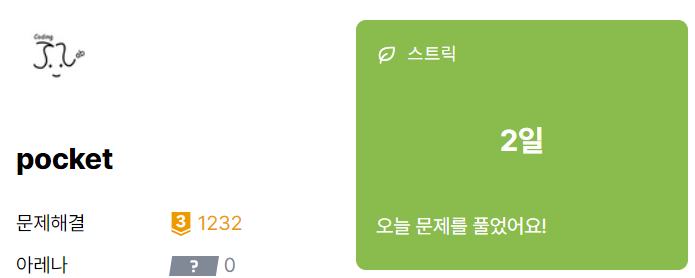 Coding
pocket
문제해결 3 1232
아레나 ? 0
스트릭
2일
오늘 문제를 풀었어요!